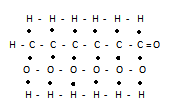 H - H - H - H - H - H
H - C - C - C - C - C - C = O
O - O - O - O - O - O
H - H - H - H - H - H